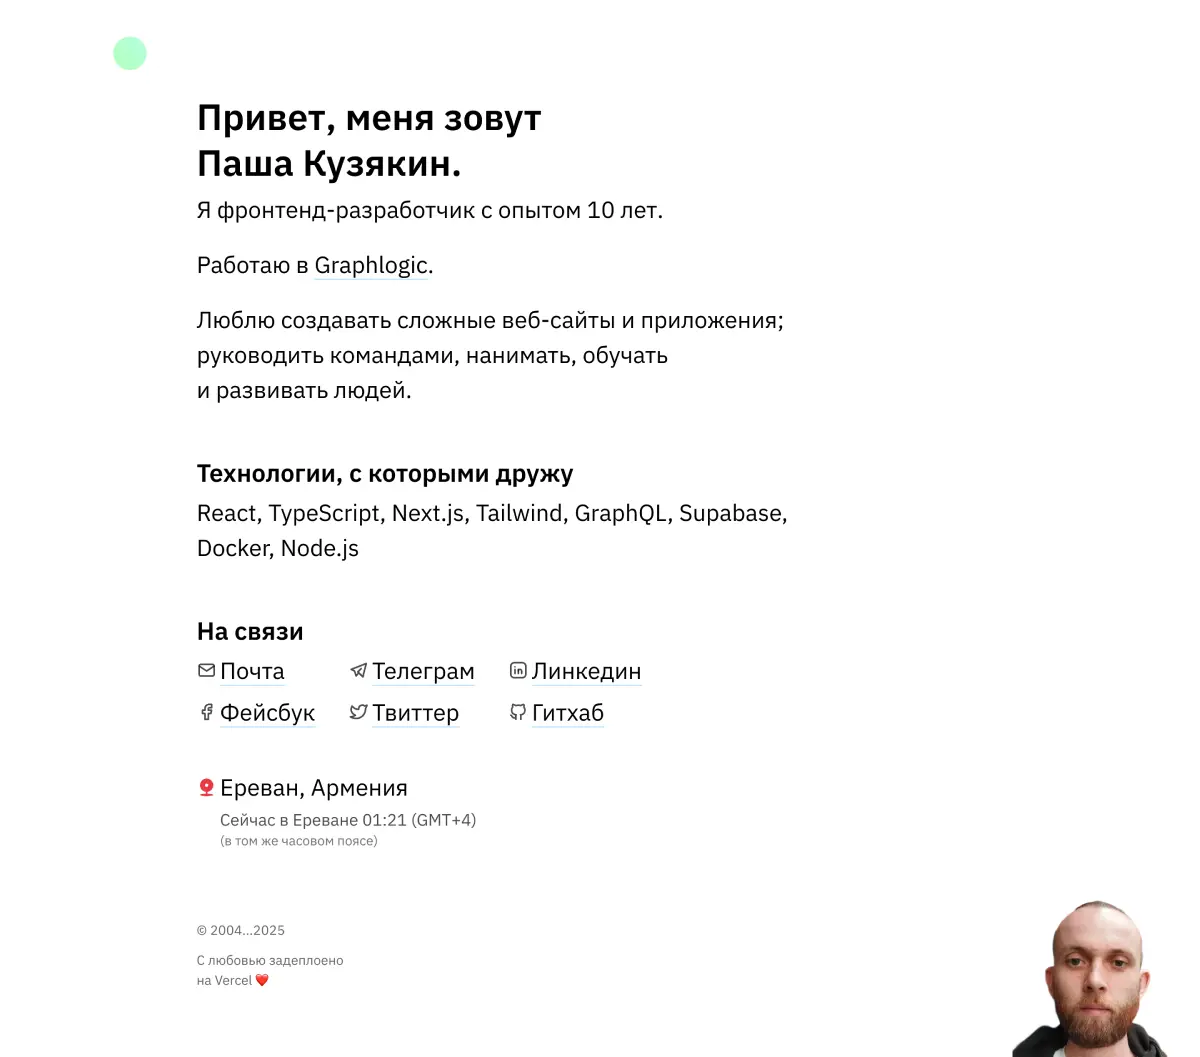 Привет, меня зовут
Паша Кузякин.
Я фронтенд-разработчик с опытом 10 лет.
Работаю в Graphlogic.
Люблю создавать сложные веб-сайты и приложения;
руководить командами, нанимать, обучать
и развивать людей.
Технологии, с которыми дружу
React, TypeScript, Next.js, Tailwind, GraphQL, Supabase,
Docker, Node.js
На связи
Почта Телеграм Линкедин
Фейсбук Твиттер Гитхаб
Ереван, Армения
Сейчас в Ереване 01:21 (GMT+4)
(в том же часовом поясе)
© 2004…2025
С любовью задеплоено
на Vercel ❤️